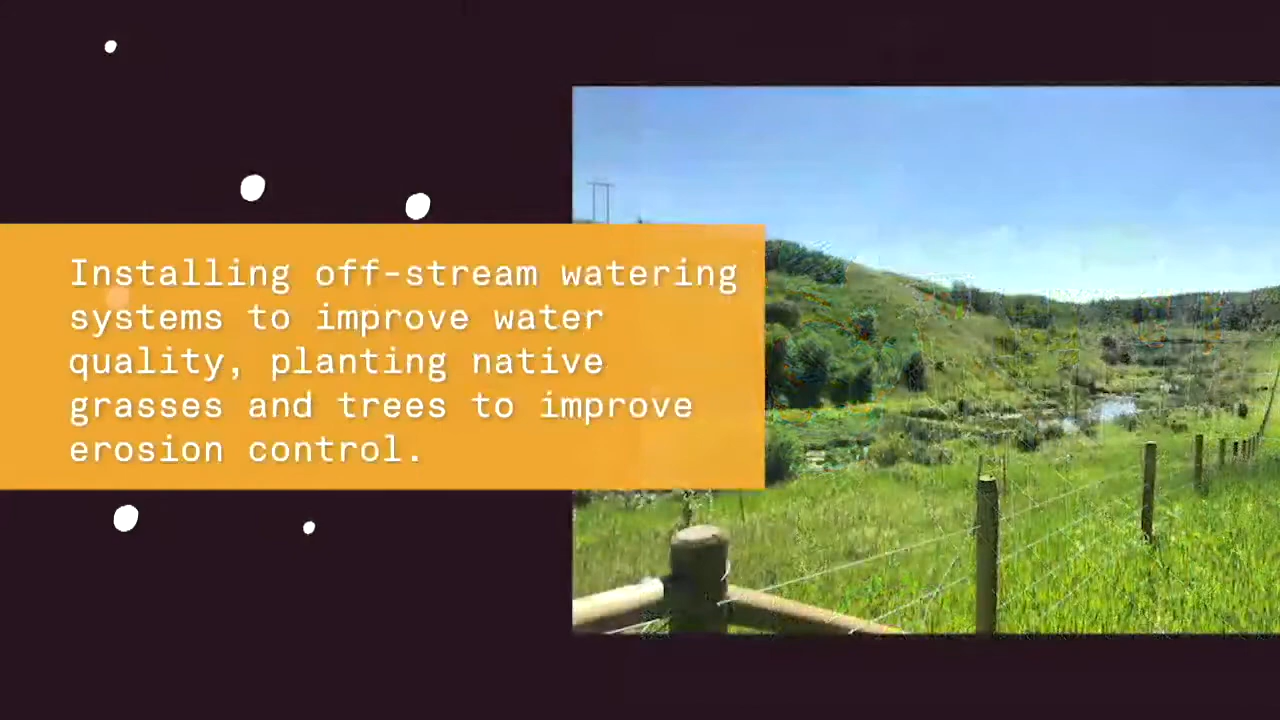 Installing off-stream watering
systems to improve water
quality, planting native
grasses and trees to improve
erosion control.